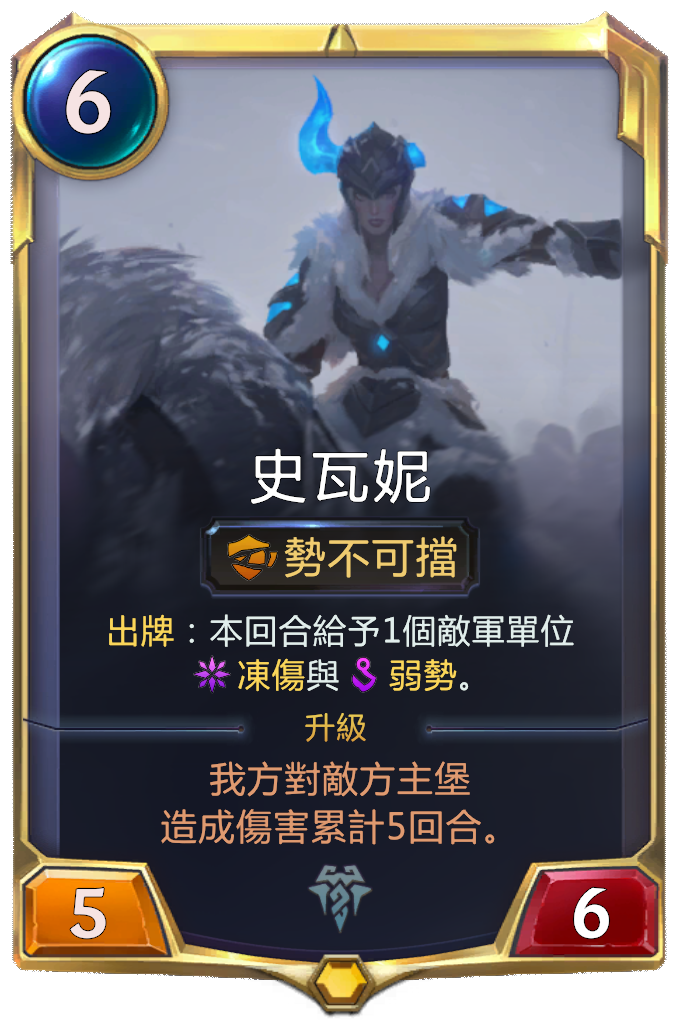 6
史瓦妮
勢不可擋
出牌：本回合給予1個敵軍單位
凍傷與弱勢。
升級
我方對敵方主堡
造成傷害累計5回合。
5
6